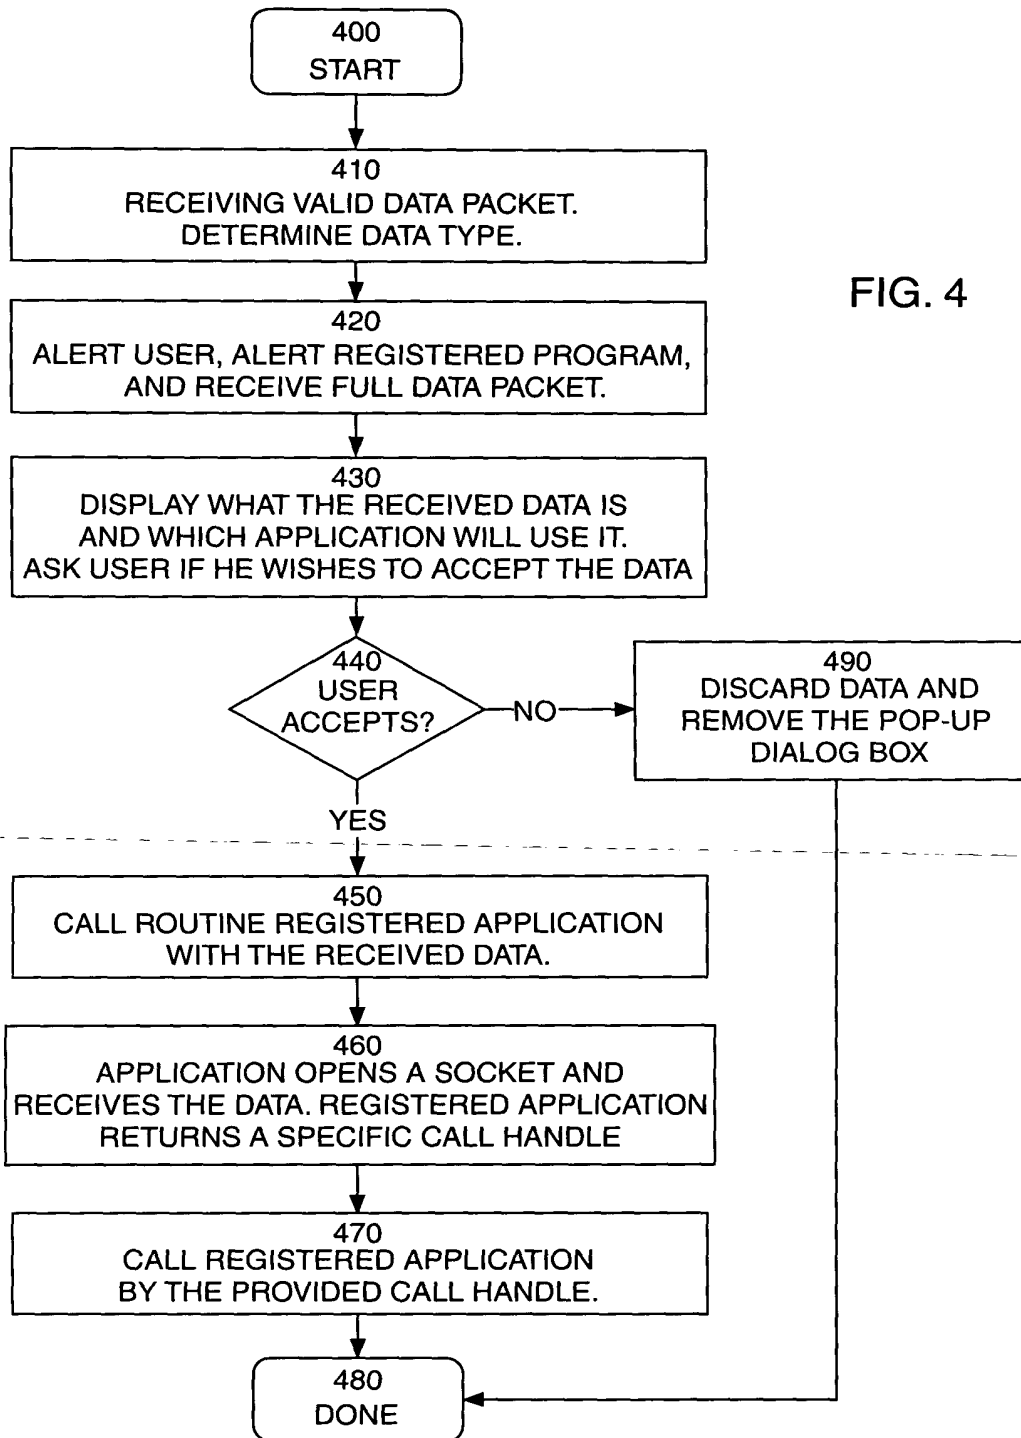 400
START
410
RECEIVING VALID DATA PACKET.
DETERMINE DATA TYPE.
FIG. 4
420
ALERT USER, ALERT REGISTERED PROGRAM,
AND RECEIVE FULL DATA PACKET.
430
DISPLAY WHAT THE RECEIVED DATA IS
AND WHICH APPLICATION WILL USE IT.
ASK USER IF HE WISHES TO ACCEPT THE DATA
440
USER
ACCEPTS?
NO
490
DISCARD DATA AND
REMOVE THE POP-UP
DIALOG BOX
YES
450
CALL ROUTINE REGISTERED APPLICATION
WITH THE RECEIVED DATA.
460
APPLICATION OPENS A SOCKET AND
RECEIVES THE DATA. REGISTERED APPLICATION
RETURNS A SPECIFIC CALL HANDLE
470
CALL REGISTERED APPLICATION
BY THE PROVIDED CALL HANDLE.
480
DONE